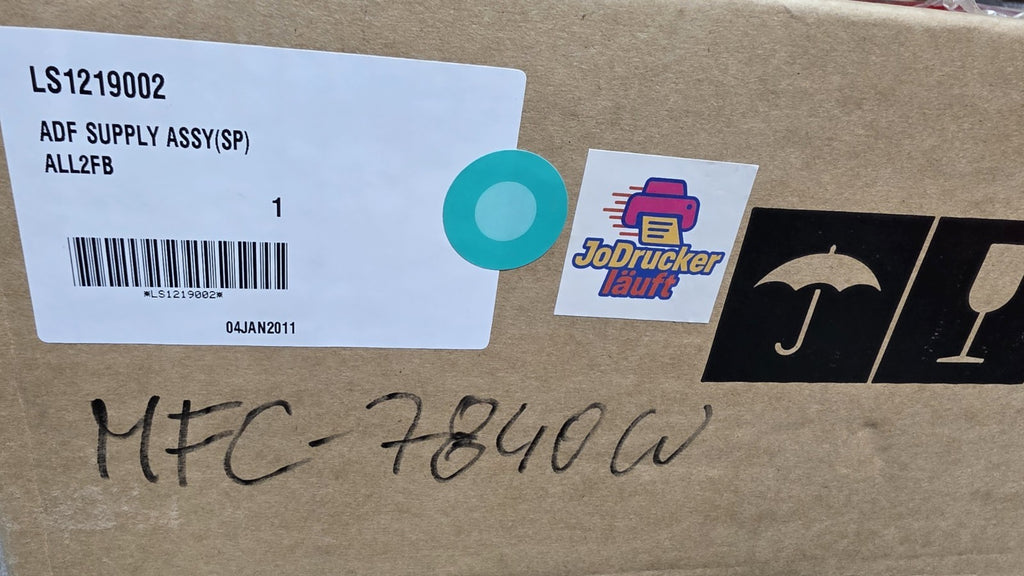 LS1219002
ADF SUPPLY ASSY(SP)
ALL2FB
1
*LS1219002*
04JAN2011
JoDrucker
läuft
MFC-7840W